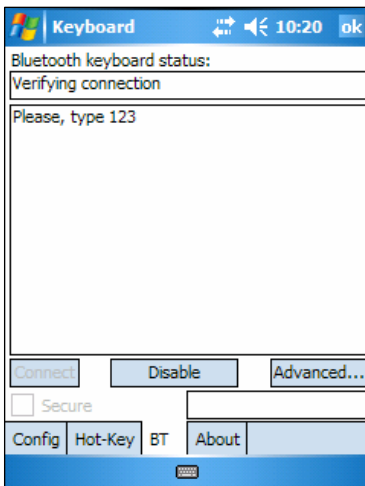 Keyboard 10:20 ok
Bluetooth keyboard status:
Verifying connection
Please, type 123
Connect Disable Advanced...
Secure
Config Hot-Key BT About